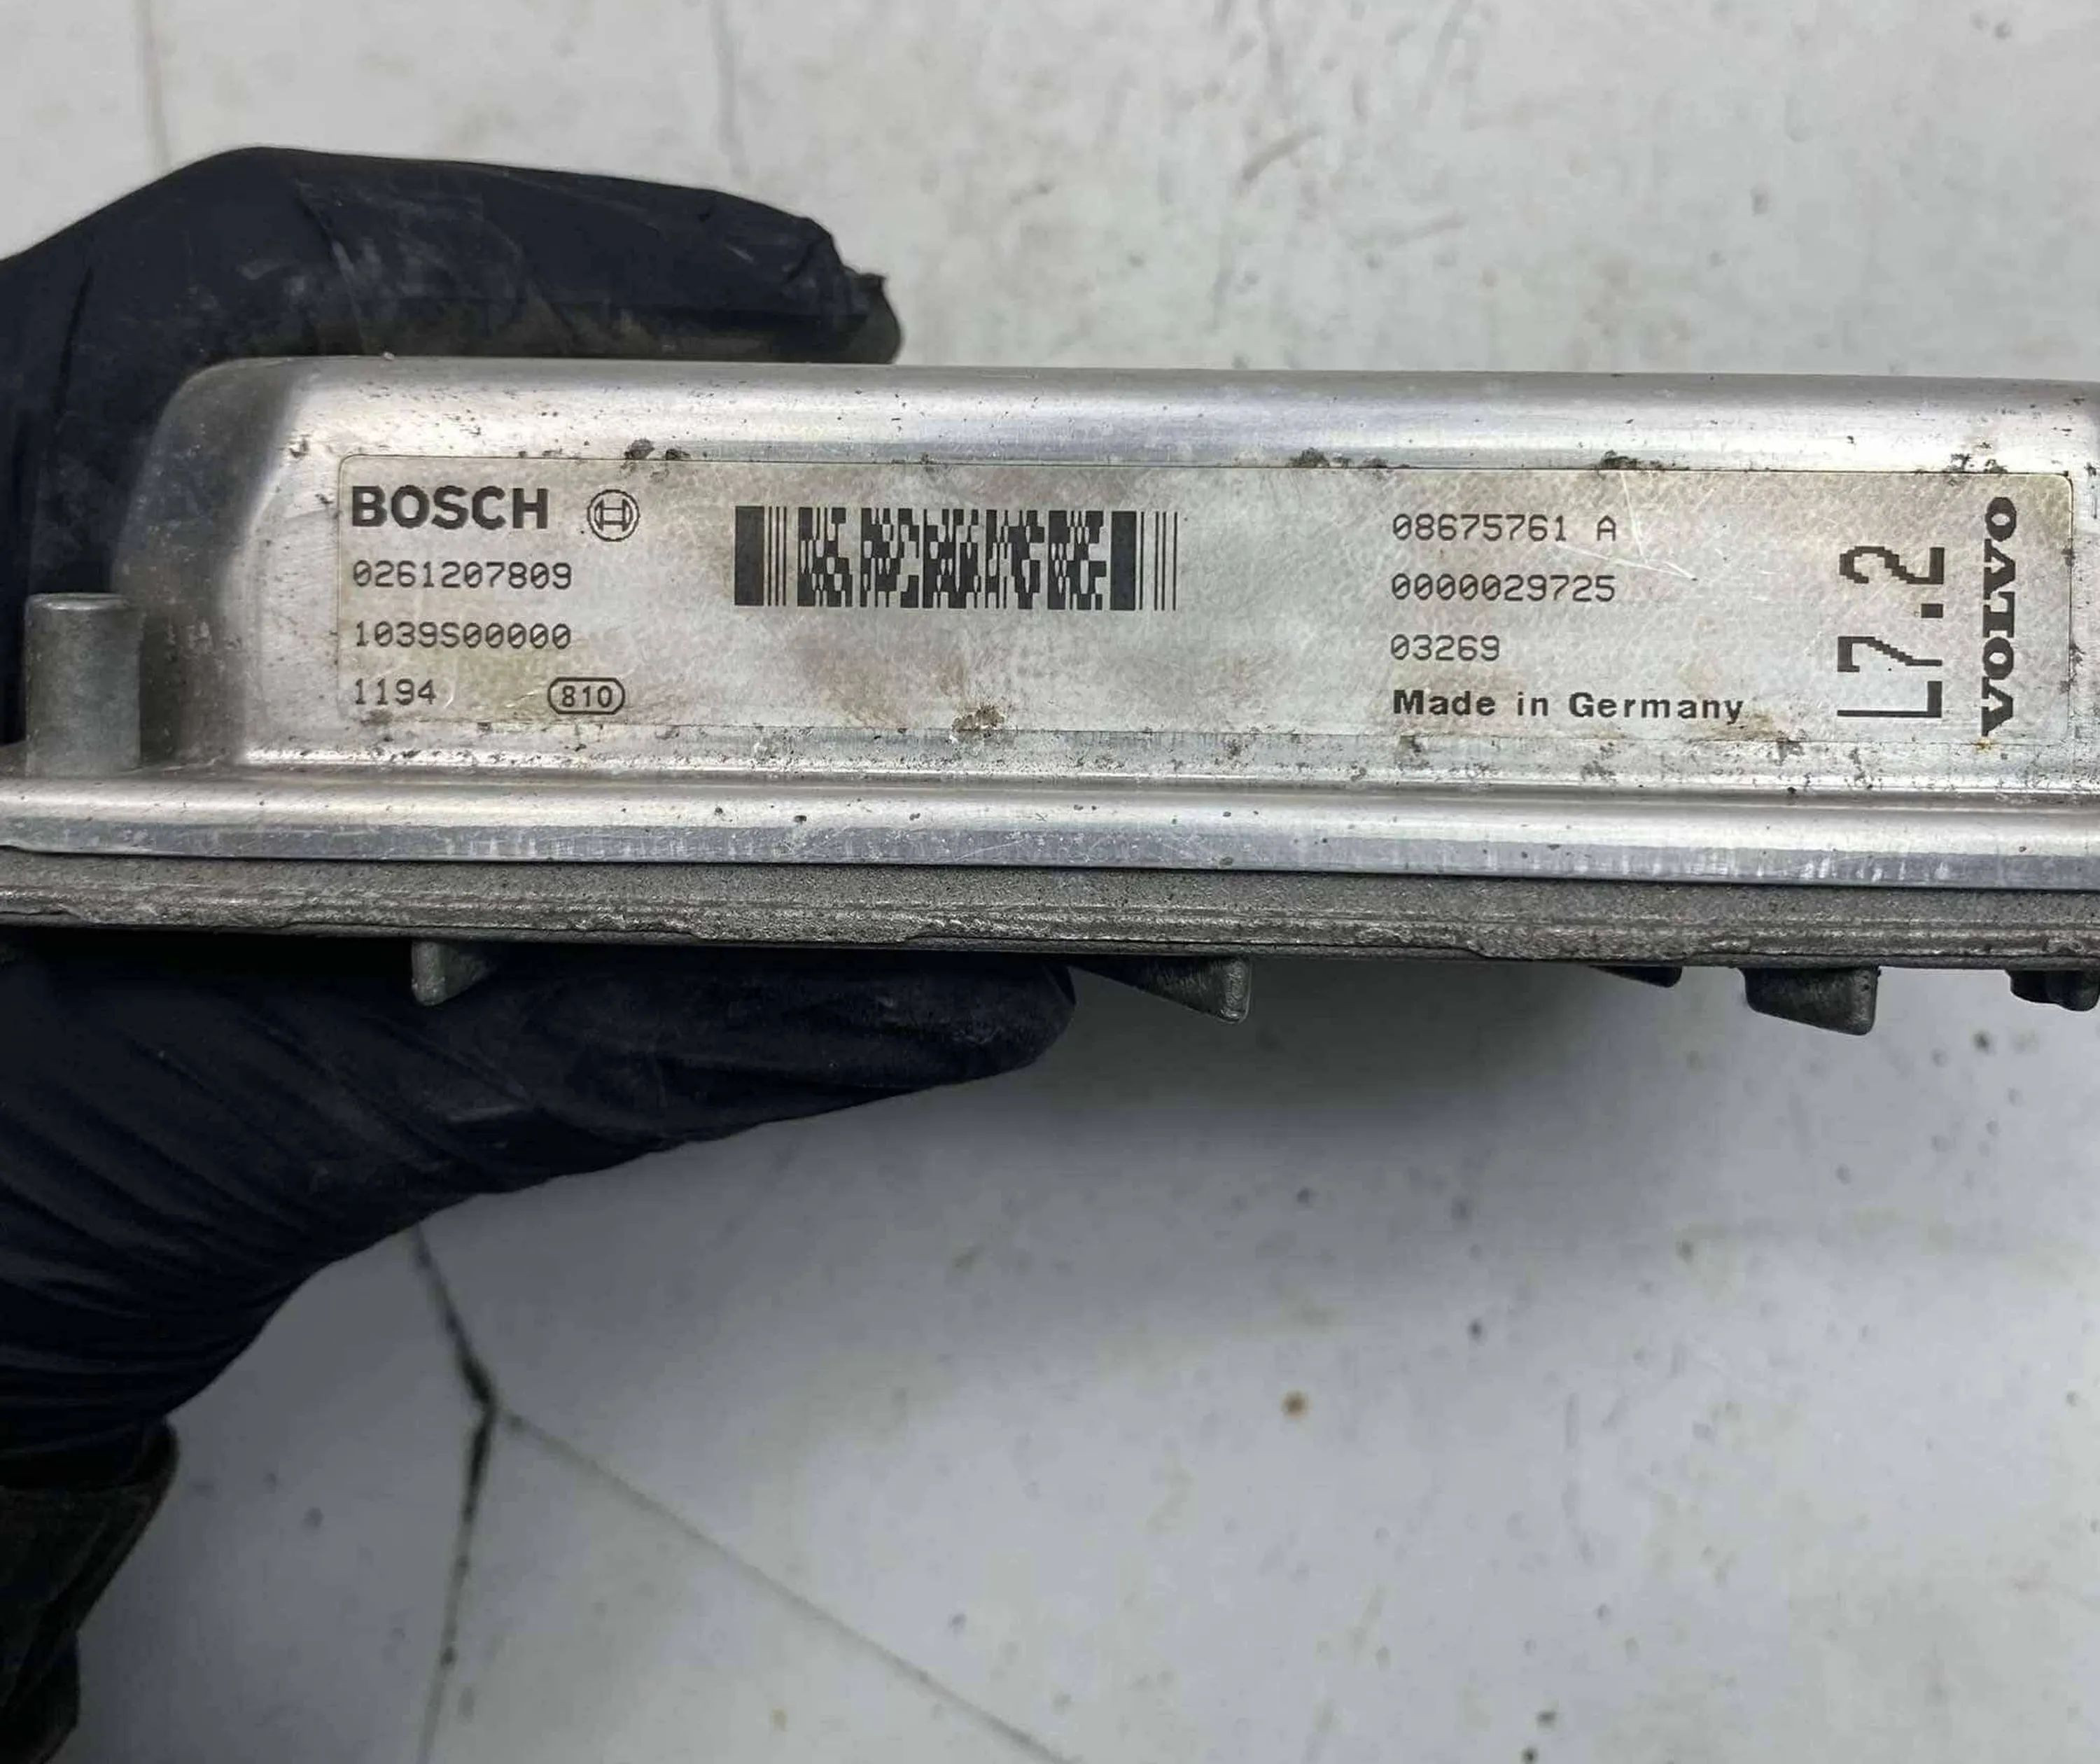 BOSCH
0261207809
1039S00000
1194 810
08675761 A
0000029725
03269
Made in Germany
L7.2
VOLVO